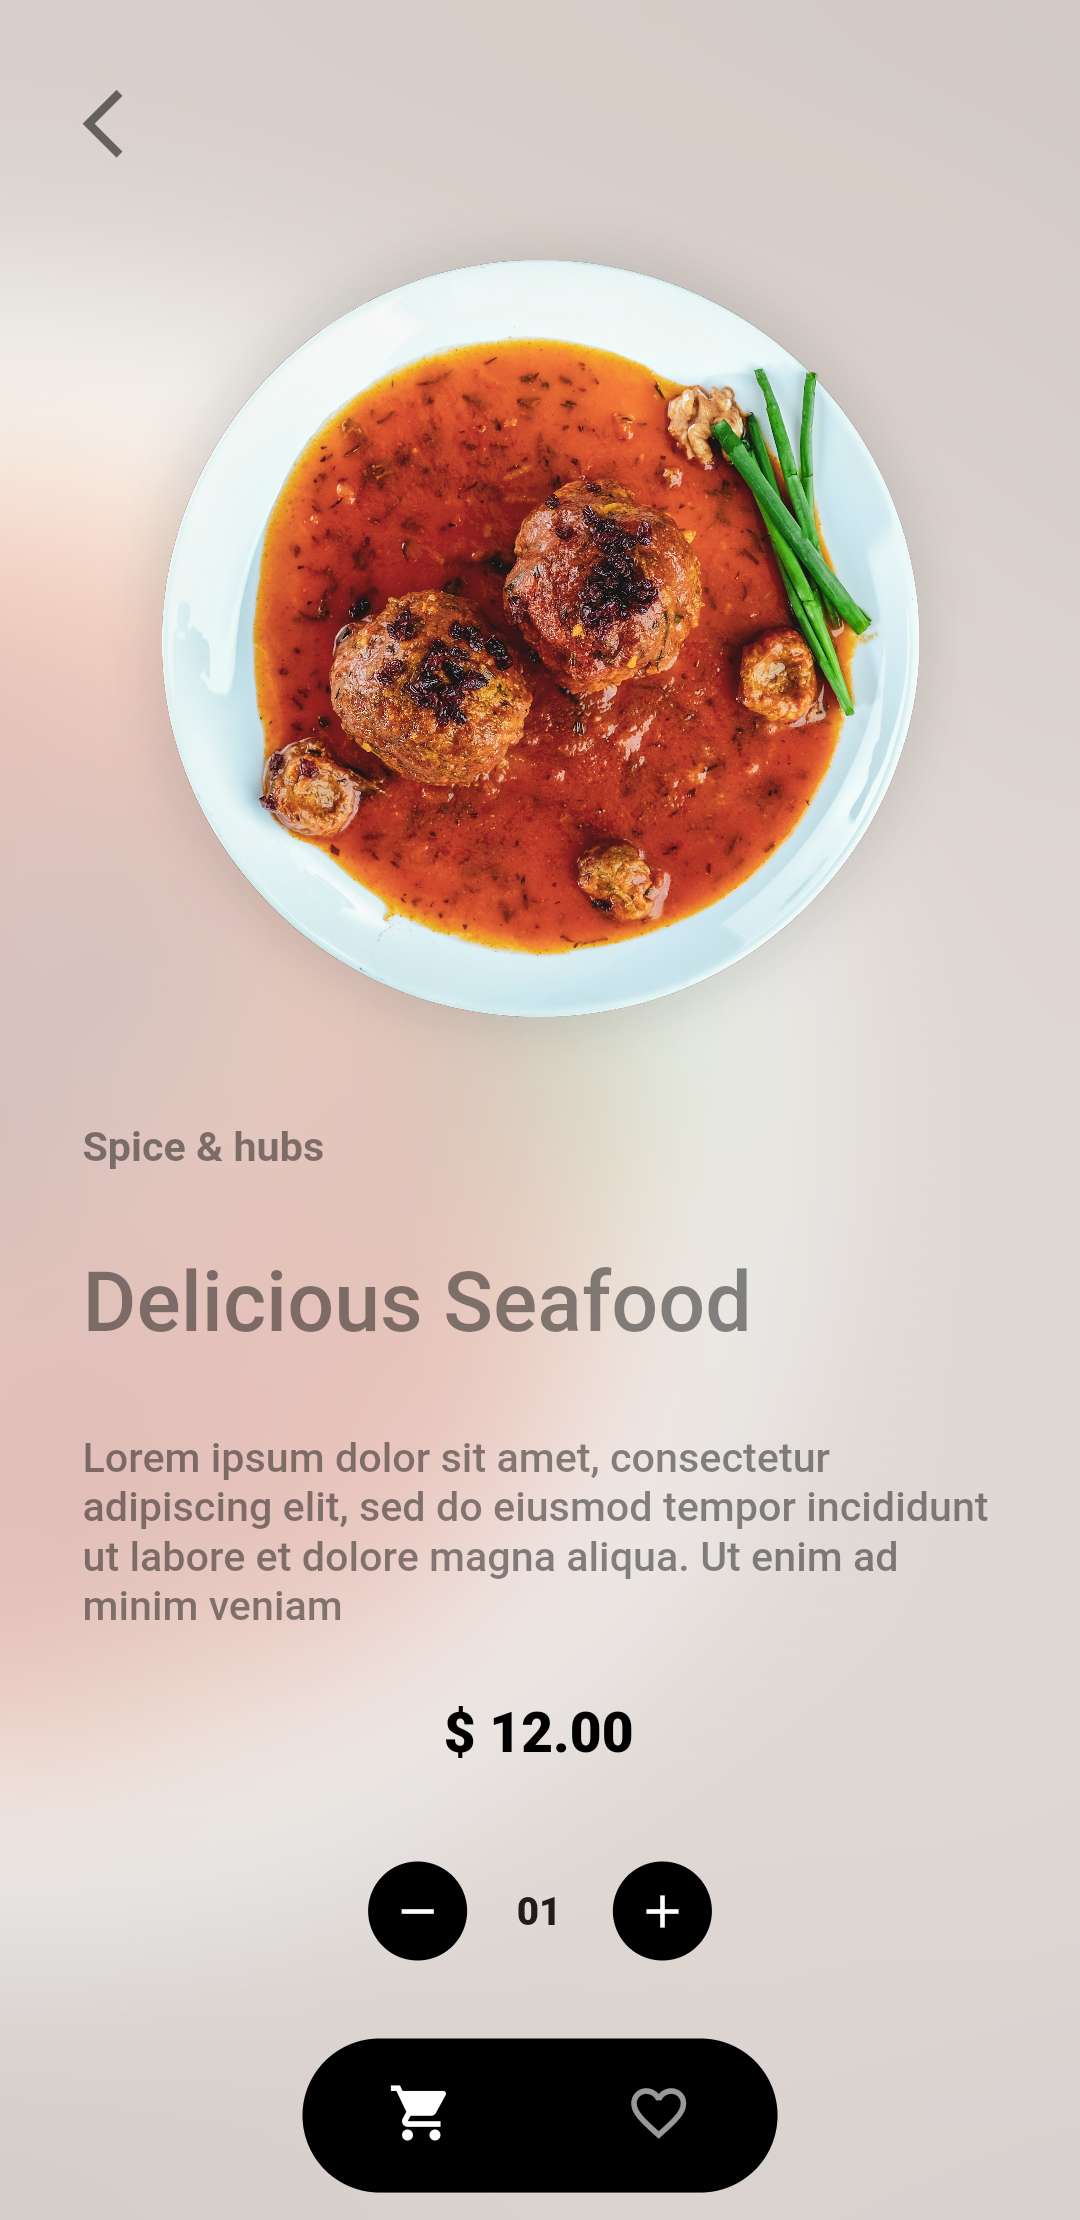 Spice & hubs
Delicious Seafood
Lorem ipsum dolor sit amet, consectetur
adipiscing elit, sed do eiusmod tempor incididunt
ut labore et dolore magna aliqua. Ut enim ad
minim veniam
$ 12.00
01